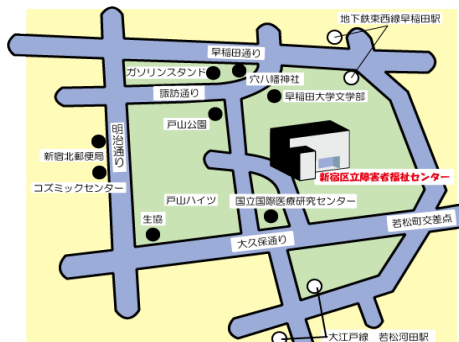 地下鉄東西線早稲田駅
早稲田通り
ガソリンスタンド
穴八幡神社
諏訪通り
早稲田大学文学部
戸山公園
明治通り
新宿北郵便局
コズミックセンター
新宿区立障害者福祉センター
戸山ハイツ
国立国際医療研究センター
生協
若松町交差点
大久保通り
大江戸線　若松河田駅